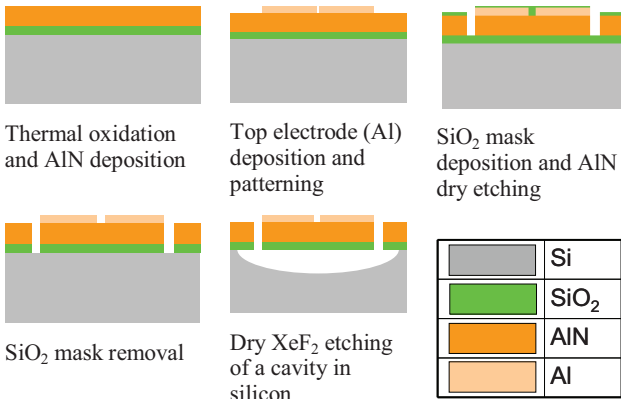 Thermal oxidation
and AlN deposition
Top electrode (Al)
deposition and
patterning
SiO₂ mask
deposition and AlN
dry etching
SiO₂ mask removal
Dry XeF₂ etching
of a cavity in
silicon
Si
SiO₂
AlN
Al